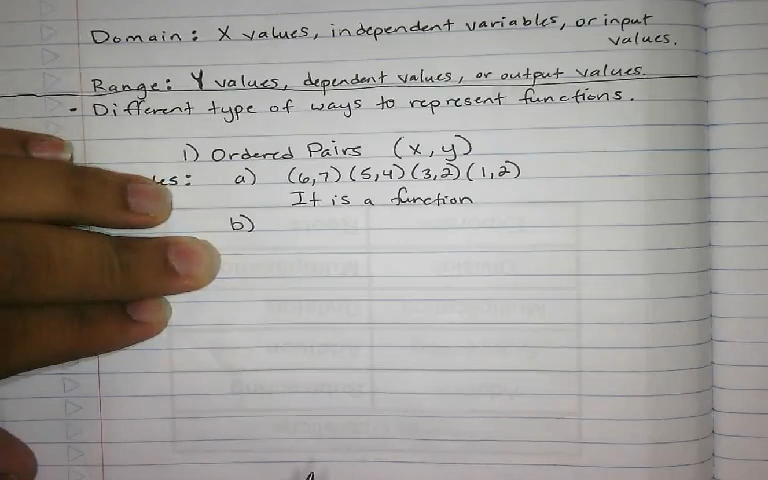 Domain: X values, independent variables, or input
values.
Range: Y values, dependent values, or output values.
- Different type of ways to represent functions.
1) Ordered Pairs (x,y)
a) (6,7) (5,4) (3,2) (1,2)
It is a function
b)